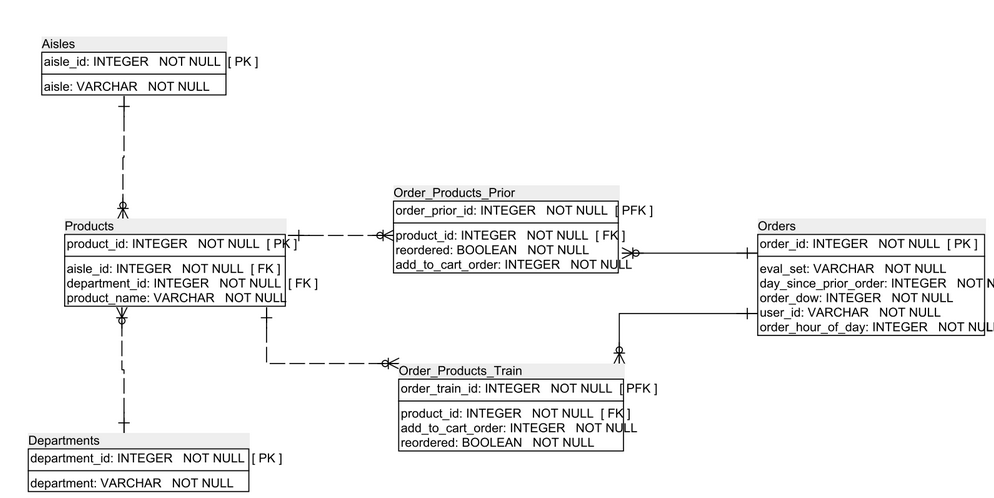 Aisles
aisle_id: INTEGER NOT NULL [ PK ]
aisle: VARCHAR NOT NULL
Products
product_id: INTEGER NOT NULL [ PK ]
aisle_id: INTEGER NOT NULL [ FK ]
department_id: INTEGER NOT NULL [ FK ]
product_name: VARCHAR NOT NULL
Departments
department_id: INTEGER NOT NULL [ PK ]
department: VARCHAR NOT NULL
Order_Products_Prior
order_prior_id: INTEGER NOT NULL [ PFK ]
product_id: INTEGER NOT NULL [ FK ]
reordered: BOOLEAN NOT NULL
add_to_cart_order: INTEGER NOT NULL
Order_Products_Train
order_train_id: INTEGER NOT NULL [ PFK ]
product_id: INTEGER NOT NULL [ FK ]
add_to_cart_order: INTEGER NOT NULL
reordered: BOOLEAN NOT NULL
Orders
order_id: INTEGER NOT NULL [ PK ]
eval_set: VARCHAR NOT NULL
day_since_prior_order: INTEGER NOT N
order_dow: INTEGER NOT NULL
user_id: VARCHAR NOT NULL
order_hour_of_day: INTEGER NOT NUL